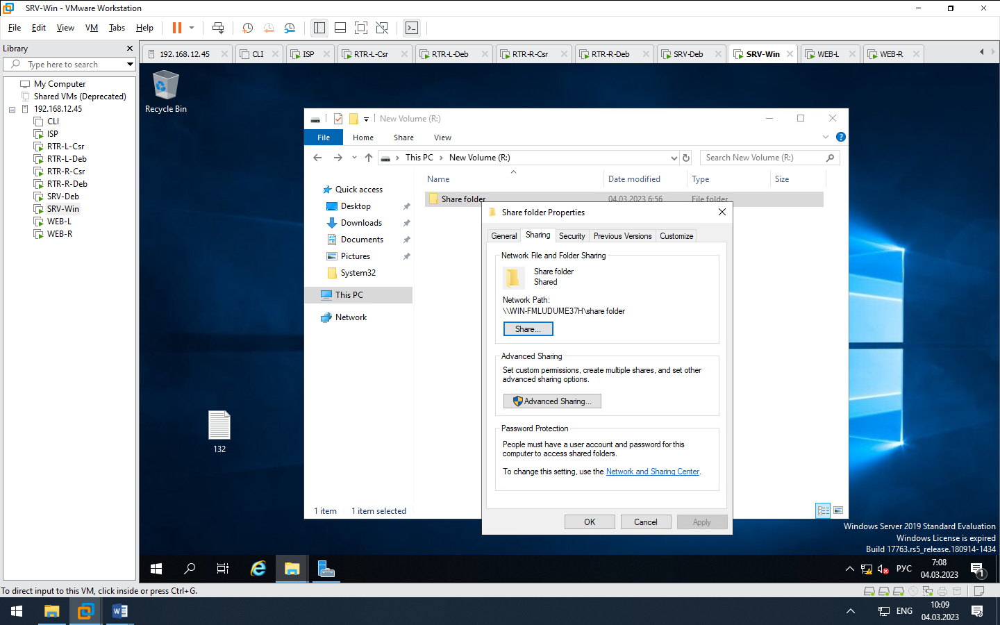 SRV-Win - VMware Workstation
File Edit View VM Tabs Help
Library
Type here to search
My Computer
Shared VMs (Deprecated)
192.168.12.45
CLI
ISP
RTR-L-Csr
RTR-L-Deb
RTR-R-Csr
RTR-R-Deb
SRV-Deb
SRV-Win
WEB-L
WEB-R
192.168.12.45 CLI ISP RTR-L-Csr RTR-L-Deb RTR-R-Csr RTR-R-Deb SRV-Deb SRV-Win WEB-L WEB-R
Recycle Bin
132
New Volume (R:)
File Home Share View
This PC New Volume (R:)
Search New Volume (R:)
Quick access
Desktop
Downloads
Documents
Pictures
System32
This PC
Network
Name Date modified Type Size
Share folder 04.03.2023 6:56 File folder
1 item 1 item selected
Share folder Properties
General Sharing Security Previous Versions Customize
Network File and Folder Sharing
Share folder
Shared
Network Path:
\\WIN-FMLUDUME37H\share folder
Share...
Advanced Sharing
Set custom permissions, create multiple shares, and set other
advanced sharing options.
Advanced Sharing...
Password Protection
People must have a user account and password for this
computer to access shared folders.
To change this setting, use the Network and Sharing Center.
OK Cancel Apply
Windows Server 2019 Standard Evaluation
Windows License is expired
Build 17763.rs5_release.180914-1434
РУС
7:08
04.03.2023
1
To direct input to this VM, click inside or press Ctrl+G.
ENG
10:09
04.03.2023